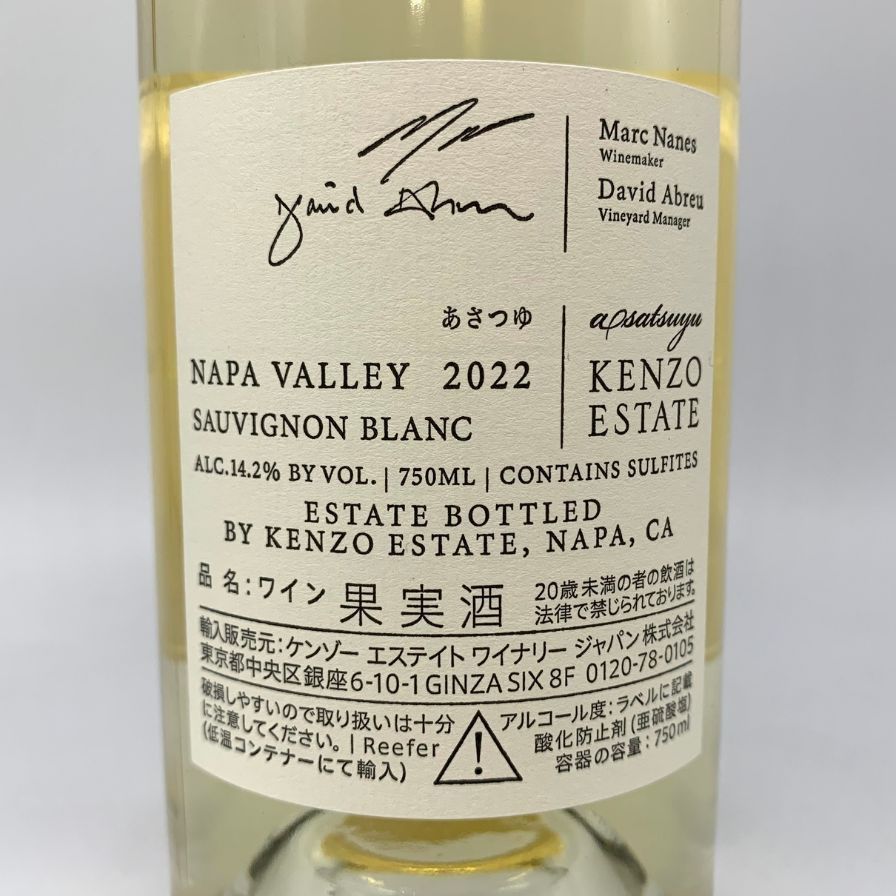 David Abreu
Marc Nanes
Winemaker
David Abreu
Vineyard Manager
あさつゆ
asatsuyu
NAPA VALLEY 2022
KENZO
ESTATE
SAUVIGNON BLANC
ALC.14.2% BY VOL. | 750ML | CONTAINS SULFITES
ESTATE BOTTLED
BY KENZO ESTATE, NAPA, CA
品 名:ワイン 果実酒
20歳未満の者の飲酒は
法律で禁じられております。
輸入販売元:ケンゾー エステイト ワイナリー ジャパン 株式会社
東京都中央区銀座6-10-1 GINZA SIX 8F 0120-78-0105
破損しやすいので取り扱いは十分
に注意してください。 | Reefer
(低温コンテナーにて輸入)
!
アルコール度:ラベルに記載
酸化防止剤(亜硫酸塩)
容器の容量:750ml